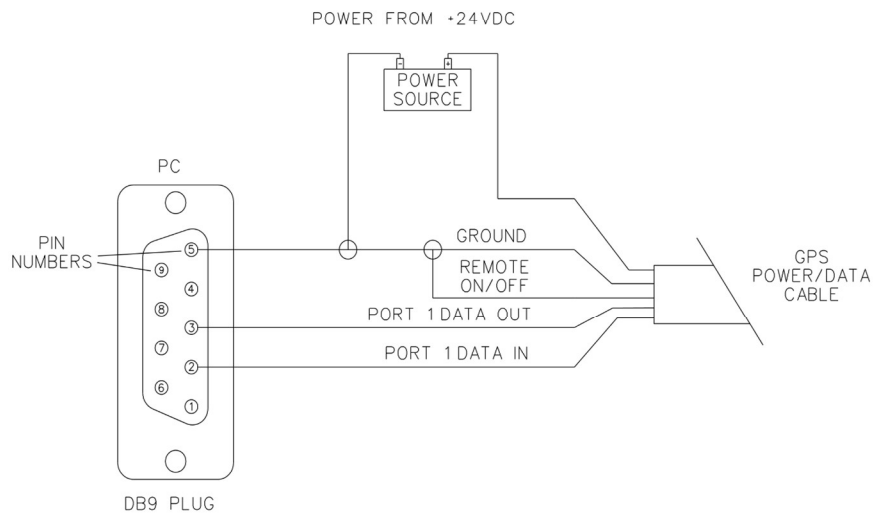 POWER FROM +24VDC
- +
POWER
SOURCE
PC
PIN
NUMBERS
5
9
4
8
3
7
2
6
1
GROUND
REMOTE
ON/OFF
PORT 1 DATA OUT
PORT 1 DATA IN
GPS
POWER/DATA
CABLE
DB9 PLUG